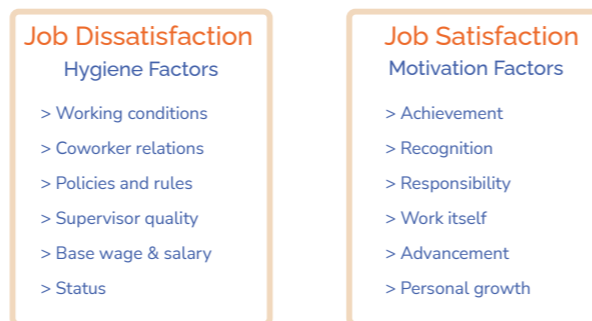 Job Dissatisfaction
Hygiene Factors
> Working conditions
> Coworker relations
> Policies and rules
> Supervisor quality
> Base wage & salary
> Status
Job Satisfaction
Motivation Factors
> Achievement
> Recognition
> Responsibility
> Work itself
> Advancement
> Personal growth